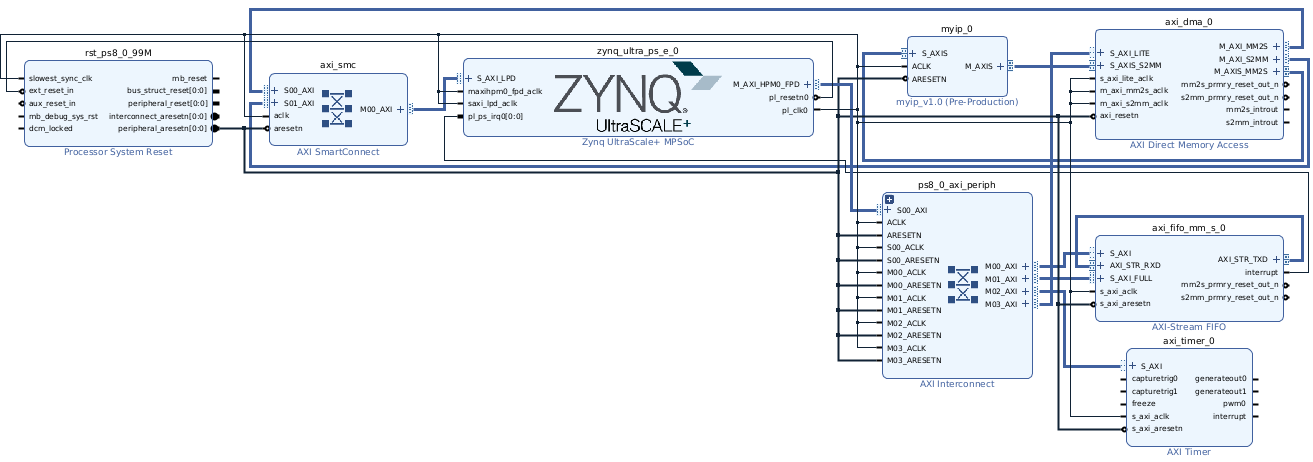 rst_ps8_0_99M
slowest_sync_clk
ext_reset_in
aux_reset_in
mb_debug_sys_rst
dcm_locked
mb_reset
bus_struct_reset[0:0]
peripheral_reset[0:0]
interconnect_aresetn[0:0]
peripheral_aresetn[0:0]
Processor System Reset
axi_smc
S00_AXI
S01_AXI
aclk
aresetn
M00_AXI
AXI SmartConnect
zynq_ultra_ps_e_0
S_AXI_LPD
maxihpm0_fpd_aclk
saxi_lpd_aclk
pl_ps_irq0[0:0]
ZYNQ
UltraSCALE+
M_AXI_HPM0_FPD
pl_resetn0
pl_clk0
Zynq UltraScale+ MPSoC
myip_0
S_AXIS
ACLK
ARESETN
M_AXIS
myip_v1.0 (Pre-Production)
axi_dma_0
S_AXI_LITE
S_AXIS_S2MM
s_axi_lite_aclk
m_axi_mm2s_aclk
m_axi_s2mm_aclk
axi_resetn
M_AXI_MM2S
M_AXI_S2MM
M_AXIS_MM2S
mm2s_prmry_reset_out_n
s2mm_prmry_reset_out_n
mm2s_introut
s2mm_introut
AXI Direct Memory Access
ps8_0_axi_periph
S00_AXI
ACLK
ARESETN
S00_ACLK
S00_ARESETN
M00_ACLK
M00_ARESETN
M01_ACLK
M01_ARESETN
M02_ACLK
M02_ARESETN
M03_ACLK
M03_ARESETN
M00_AXI
M01_AXI
M02_AXI
M03_AXI
AXI Interconnect
axi_fifo_mm_s_0
S_AXI
AXI_STR_RXD
S_AXI_FULL
s_axi_aclk
s_axi_aresetn
AXI_STR_TXD
interrupt
mm2s_prmry_reset_out_n
s2mm_prmry_reset_out_n
AXI-Stream FIFO
axi_timer_0
S_AXI
capturetrig0
capturetrig1
freeze
s_axi_aclk
s_axi_aresetn
generateout0
generateout1
pwm0
interrupt
AXI Timer